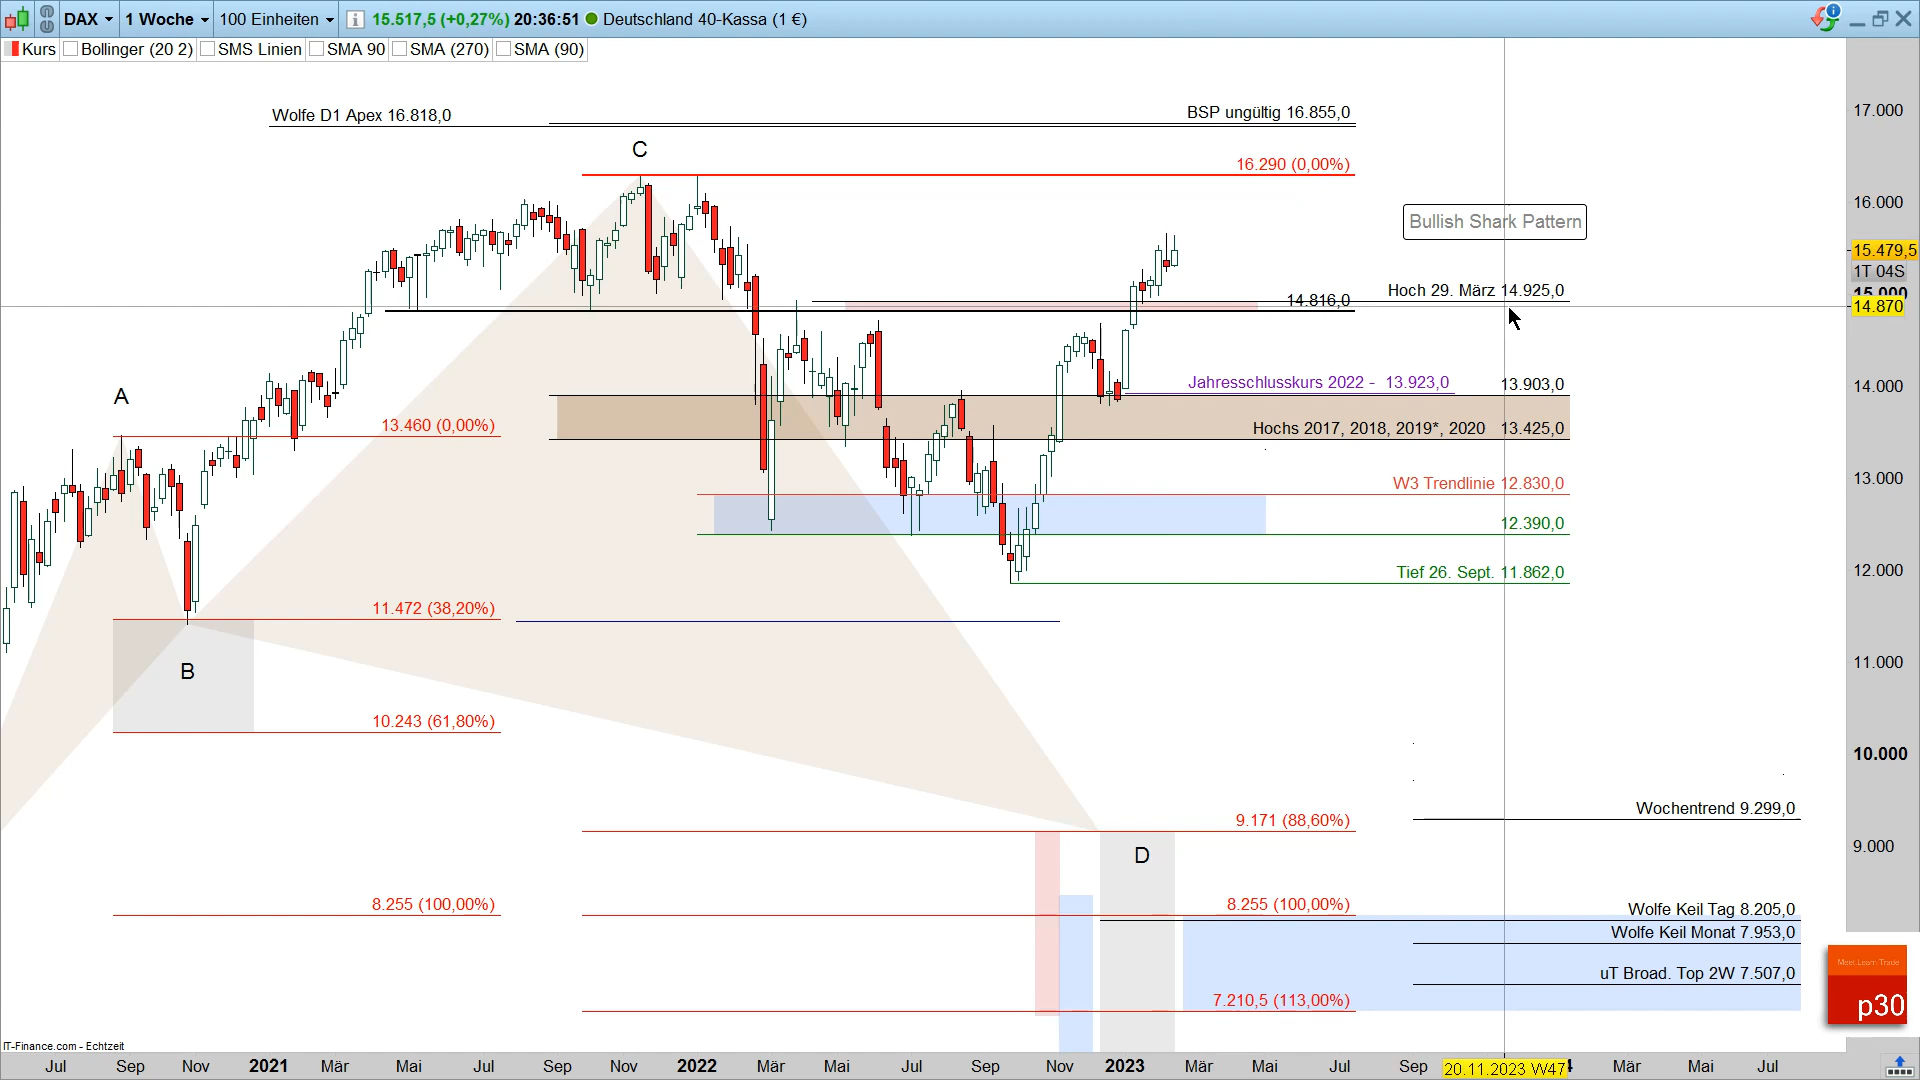 DAX 1 Woche 100 Einheiten 15.517,5 (+0,27%) 20:36:51 Deutschland 40-Kassa (1 €)
Kurs Bollinger (20 2) SMS Linien SMA 90 SMA (270) SMA (90)
Wolfe D1 Apex 16.818,0
BSP ungültig 16.855,0
17.000
C
16.290 (0,00%)
16.000
Bullish Shark Pattern
15.479,5
1T 04S
Hoch 29. März 14.925,0
15.000
14.816,0
14.870
Jahresschlusskurs 2022 - 13.923,0
13.903,0
14.000
A
13.460 (0,00%)
Hochs 2017, 2018, 2019*, 2020 13.425,0
13.000
W3 Trendlinie 12.830,0
12.390,0
12.000
Tief 26. Sept. 11.862,0
11.472 (38,20%)
B
11.000
10.243 (61,80%)
10.000
Wochentrend 9.299,0
9.171 (88,60%)
D
9.000
8.255 (100,00%)
8.255 (100,00%)
Wolfe Keil Tag 8.205,0
Wolfe Keil Monat 7.953,0
uT Broad. Top 2W 7.507,0
7.210,5 (113,00%)
Meet.Learn.Trade
p30
IT-Finance.com - Echtzeit
Jul Sep Nov 2021 Mär Mai Jul Sep Nov 2022 Mär Mai Jul Sep Nov 2023 Mär Mai Jul Sep 20.11.2023 W47 Mär Mai Jul